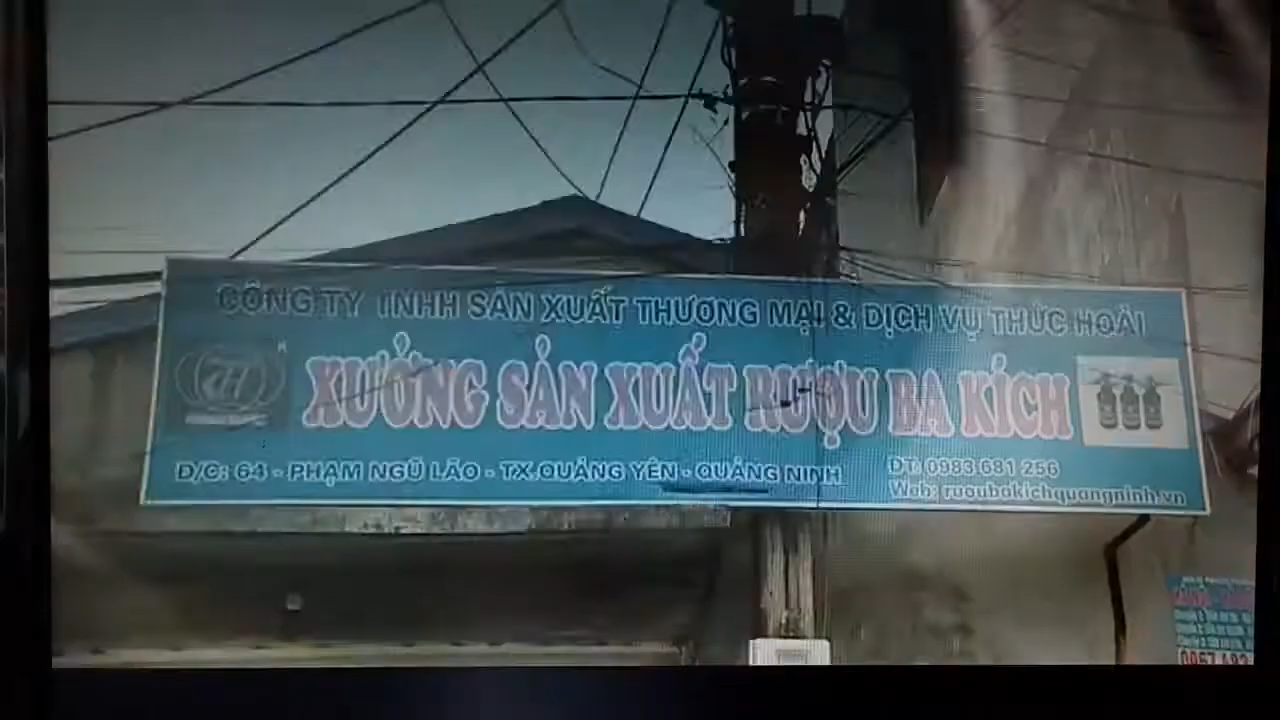 CÔNG TY TNHH SẢN XUẤT THƯƠNG MẠI & DỊCH VỤ THỨC HOÀI
TH
XƯỞNG SẢN XUẤT RƯỢU BA KÍCH
Đ/C: 64 - PHẠM NGŨ LÃO - TX.QUẢNG YÊN - QUẢNG NINH
ĐT: 0983 681 256
Web: ruoubakichquangninh.vn